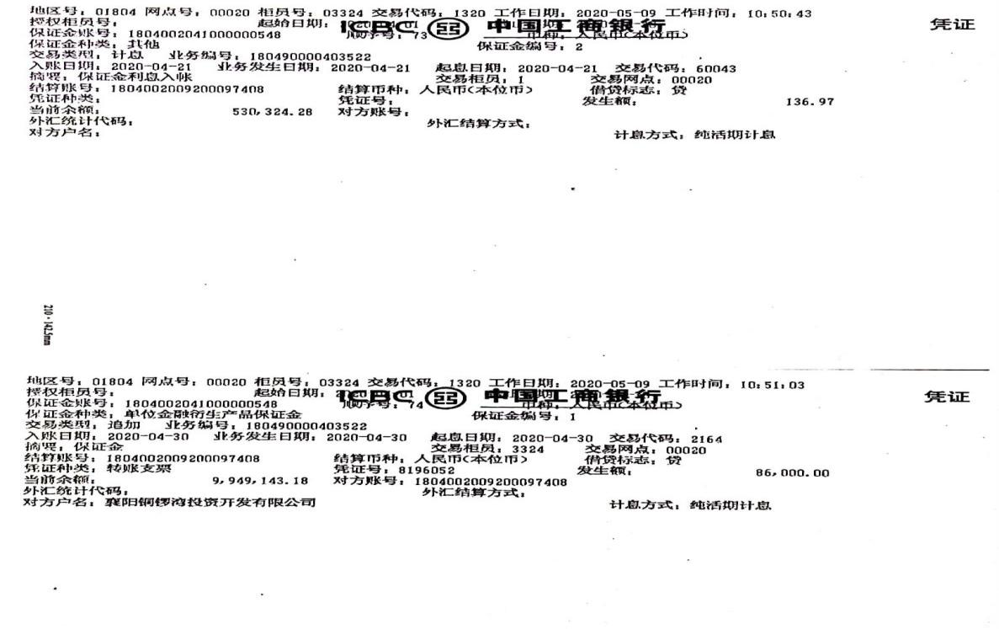 地区号: 01804 网点号: 00020 柜员号: 03324 交易代码: 1320 工作日期: 2020-05-09 工作时间: 10:50:43
授权柜员号: 起始日期: ICBC 中国工商银行 凭证
保证金账号: 1804002041000000548 顺序号: 73 币种: 人民币(本位币)
保证金种类: 其他 保证金编号: 2
交易类型: 计息 业务编号: 180490000403522
入账日期: 2020-04-21 业务发生日期: 2020-04-21 起息日期: 2020-04-21 交易代码: 60043
摘要: 保证金利息入帐 交易柜员: 1 交易网点: 00020
结算账号: 1804002009200097408 结算币种: 人民币(本位币) 借贷标志: 贷
凭证种类: 凭证号: 发生额: 136.97
当前余额: 530,324.28 对方账号:
外汇统计代码: 外汇结算方式:
对方户名: 计息方式: 纯活期计息
210×142.5mm
地区号: 01804 网点号: 00020 柜员号: 03324 交易代码: 1320 工作日期: 2020-05-09 工作时间: 10:51:03
授权柜员号: 起始日期: ICBC 中国工商银行 凭证
保证金账号: 1804002041000000548 顺序号: 74 币种: 人民币(本位币)
保证金种类: 单位金融衍生产品保证金 保证金编号: 1
交易类型: 追加 业务编号: 180490000403522
入账日期: 2020-04-30 业务发生日期: 2020-04-30 起息日期: 2020-04-30 交易代码: 2164
摘要: 保证金 交易柜员: 3324 交易网点: 00020
结算账号: 1804002009200097408 结算币种: 人民币(本位币) 借贷标志: 贷
凭证种类: 转账支票 凭证号: 8196052 发生额: 86,000.00
当前余额: 9,949,143.18 对方账号: 1804002009200097408
外汇统计代码: 外汇结算方式:
对方户名: 襄阳铜锣湾投资开发有限公司 计息方式: 纯活期计息